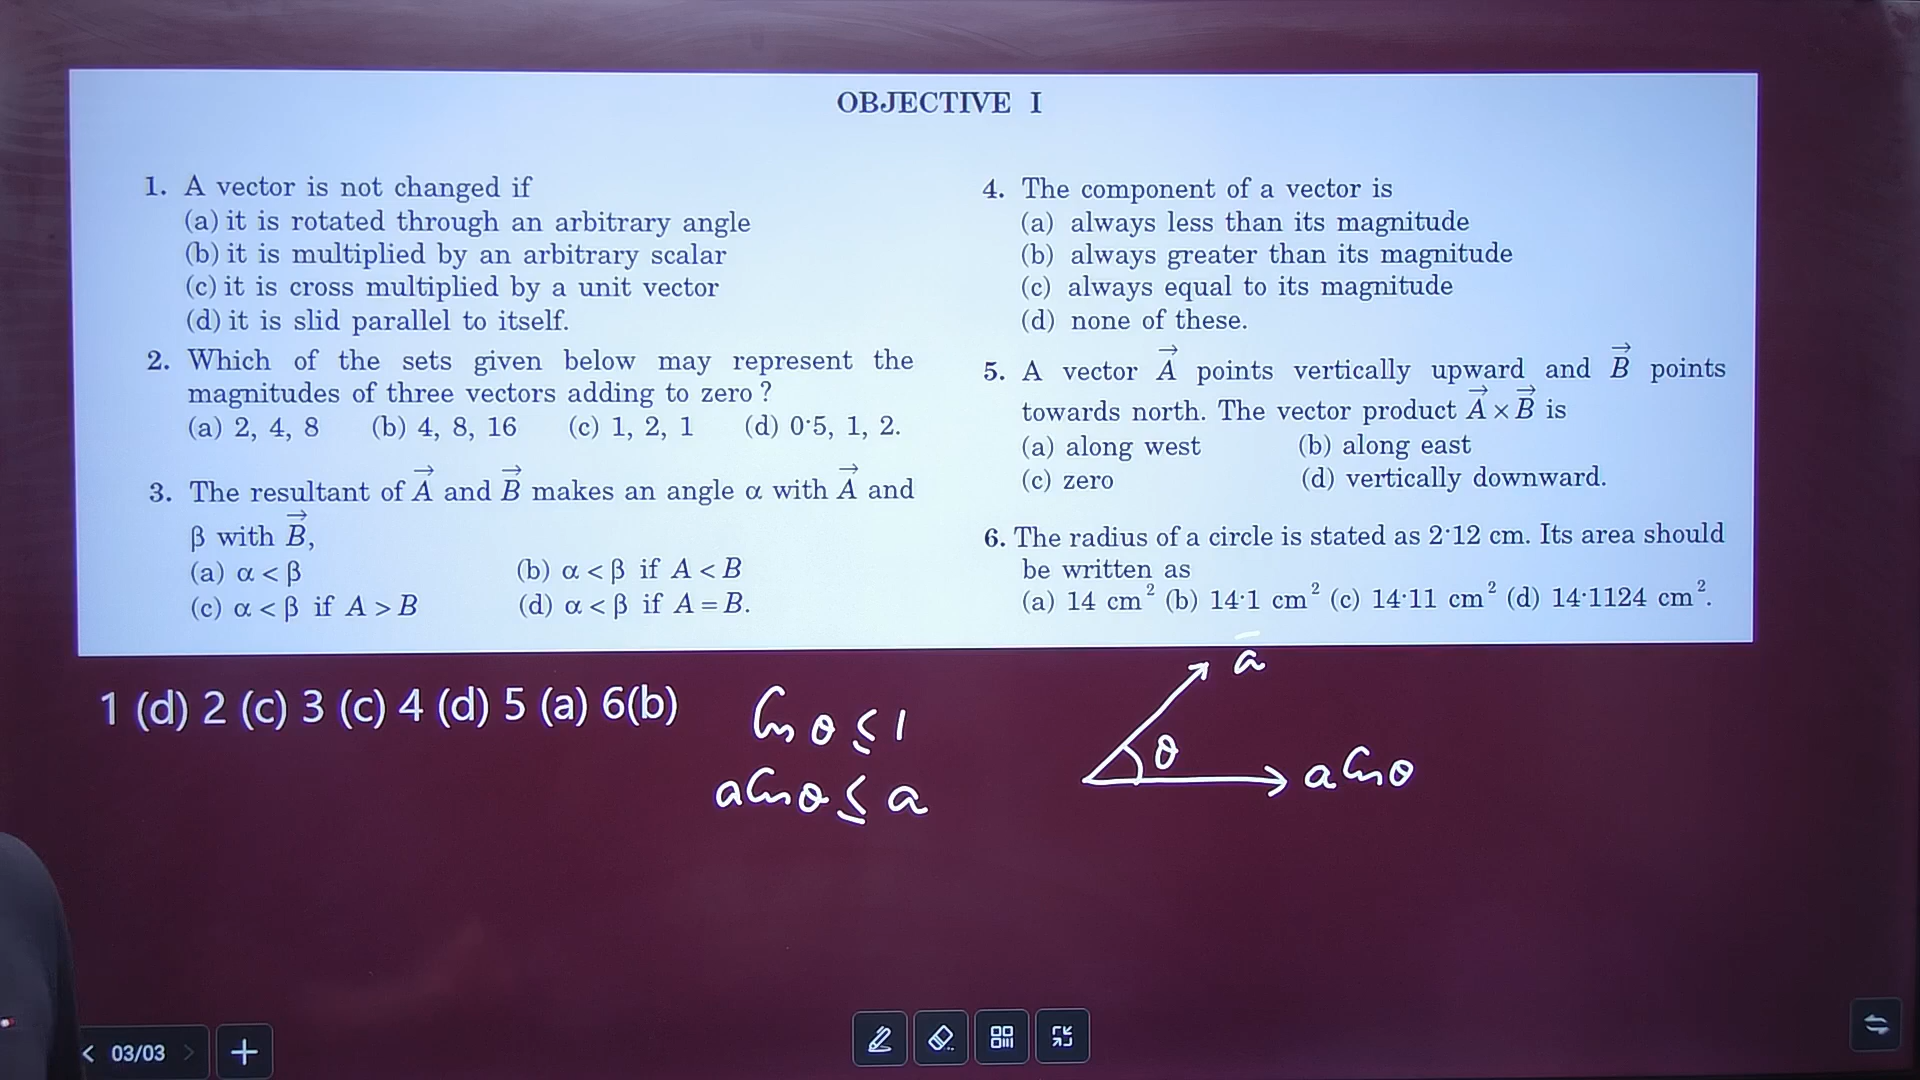 OBJECTIVE I
1. A vector is not changed if
(a) it is rotated through an arbitrary angle
(b) it is multiplied by an arbitrary scalar
(c) it is cross multiplied by a unit vector
(d) it is slid parallel to itself.
2. Which of the sets given below may represent the
magnitudes of three vectors adding to zero ?
(a) 2, 4, 8 (b) 4, 8, 16 (c) 1, 2, 1 (d) 0·5, 1, 2.
3. The resultant of A⃗ and B⃗ makes an angle α with A⃗ and
β with B⃗,
(a) α < β (b) α < β if A < B
(c) α < β if A > B (d) α < β if A = B.
4. The component of a vector is
(a) always less than its magnitude
(b) always greater than its magnitude
(c) always equal to its magnitude
(d) none of these.
5. A vector A⃗ points vertically upward and B⃗ points
towards north. The vector product A⃗ × B⃗ is
(a) along west (b) along east
(c) zero (d) vertically downward.
6. The radius of a circle is stated as 2·12 cm. Its area should
be written as
(a) 14 cm² (b) 14·1 cm² (c) 14·11 cm² (d) 14·1124 cm².
1 (d) 2 (c) 3 (c) 4 (d) 5 (a) 6(b)
Cos θ ≤ 1
a Cos θ ≤ a
a
θ
a Cos θ
03/03